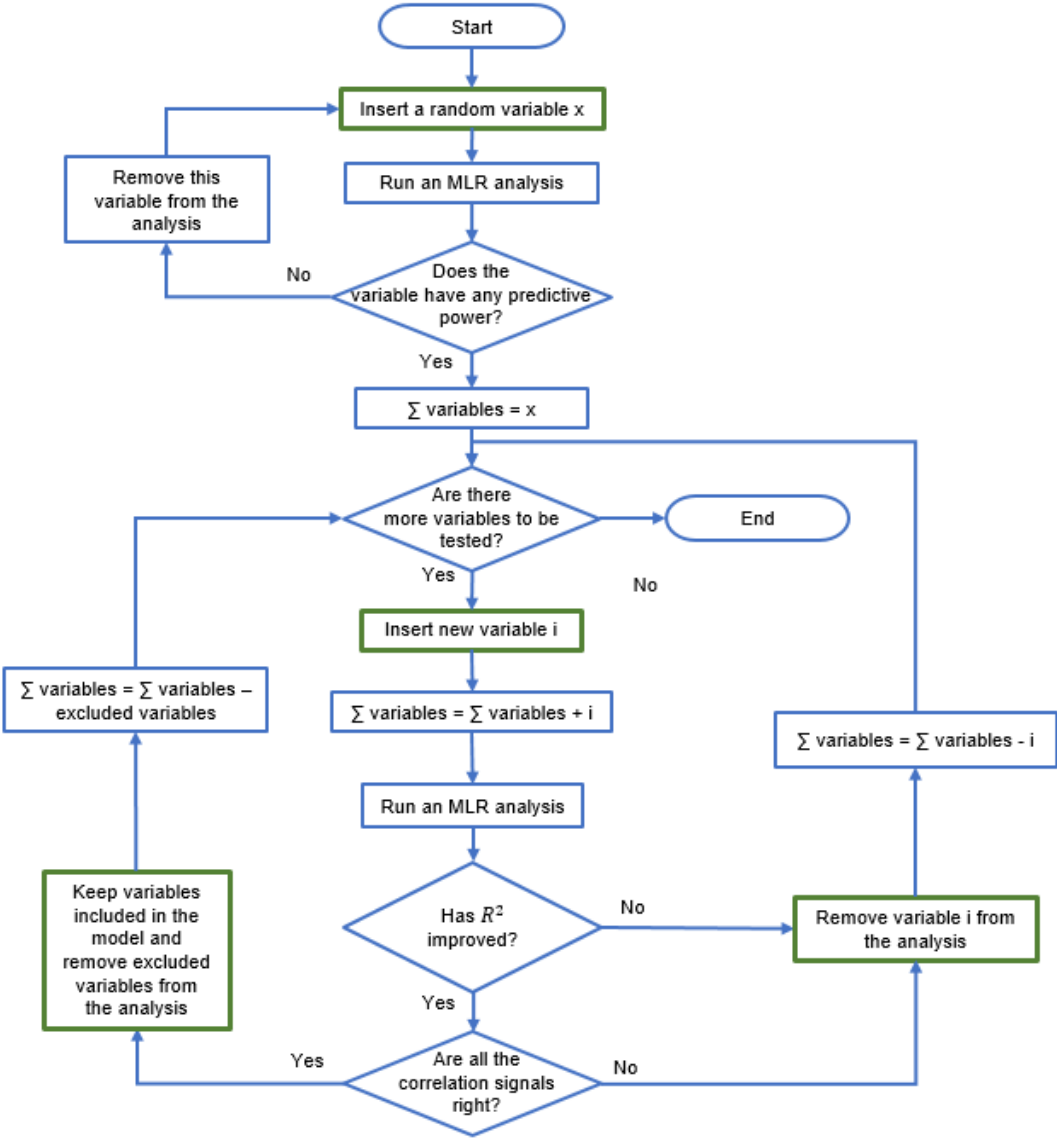 Start
Insert a random variable x
Remove this
variable from the
analysis
Run an MLR analysis
No
Does the
variable have any predictive
power?
Yes
∑ variables = x
Are there
more variables to be
tested?
End
Yes
No
Insert new variable i
∑ variables = ∑ variables –
excluded variables
∑ variables = ∑ variables + i
∑ variables = ∑ variables - i
Run an MLR analysis
Keep variables
included in the
model and
remove excluded
variables from
the analysis
Has R²
improved?
No
Remove variable i from
the analysis
Yes
Yes
Are all the
correlation signals
right?
No